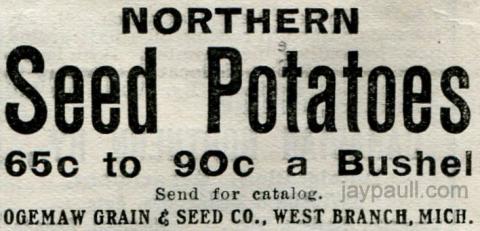 NORTHERN
Seed Potatoes
65c to 90c a Bushel
Send for catalog.
jaypaull.com
OGEMAW GRAIN & SEED CO., WEST BRANCH, MICH.